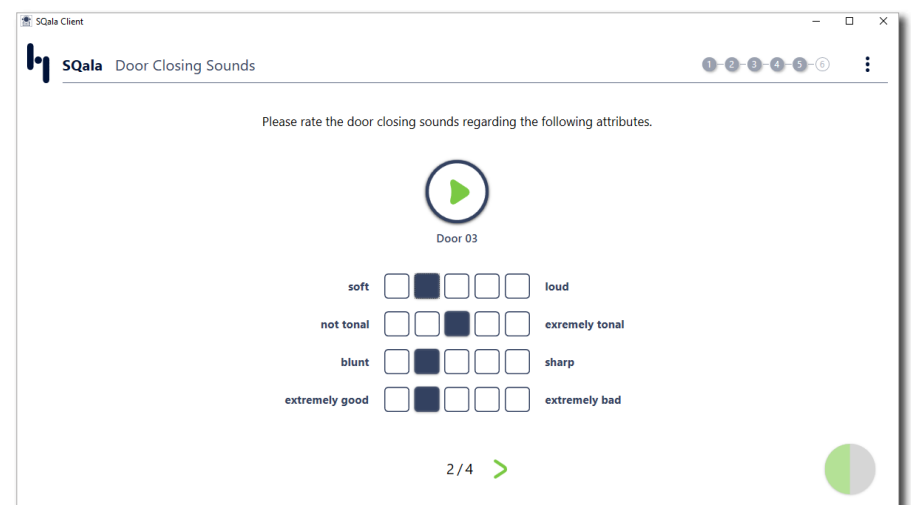 SQala Client
SQala Door Closing Sounds
1 2 3 4 5 6
Please rate the door closing sounds regarding the following attributes.
Door 03
soft loud
not tonal exremely tonal
blunt sharp
extremely good extremely bad
2 / 4 >